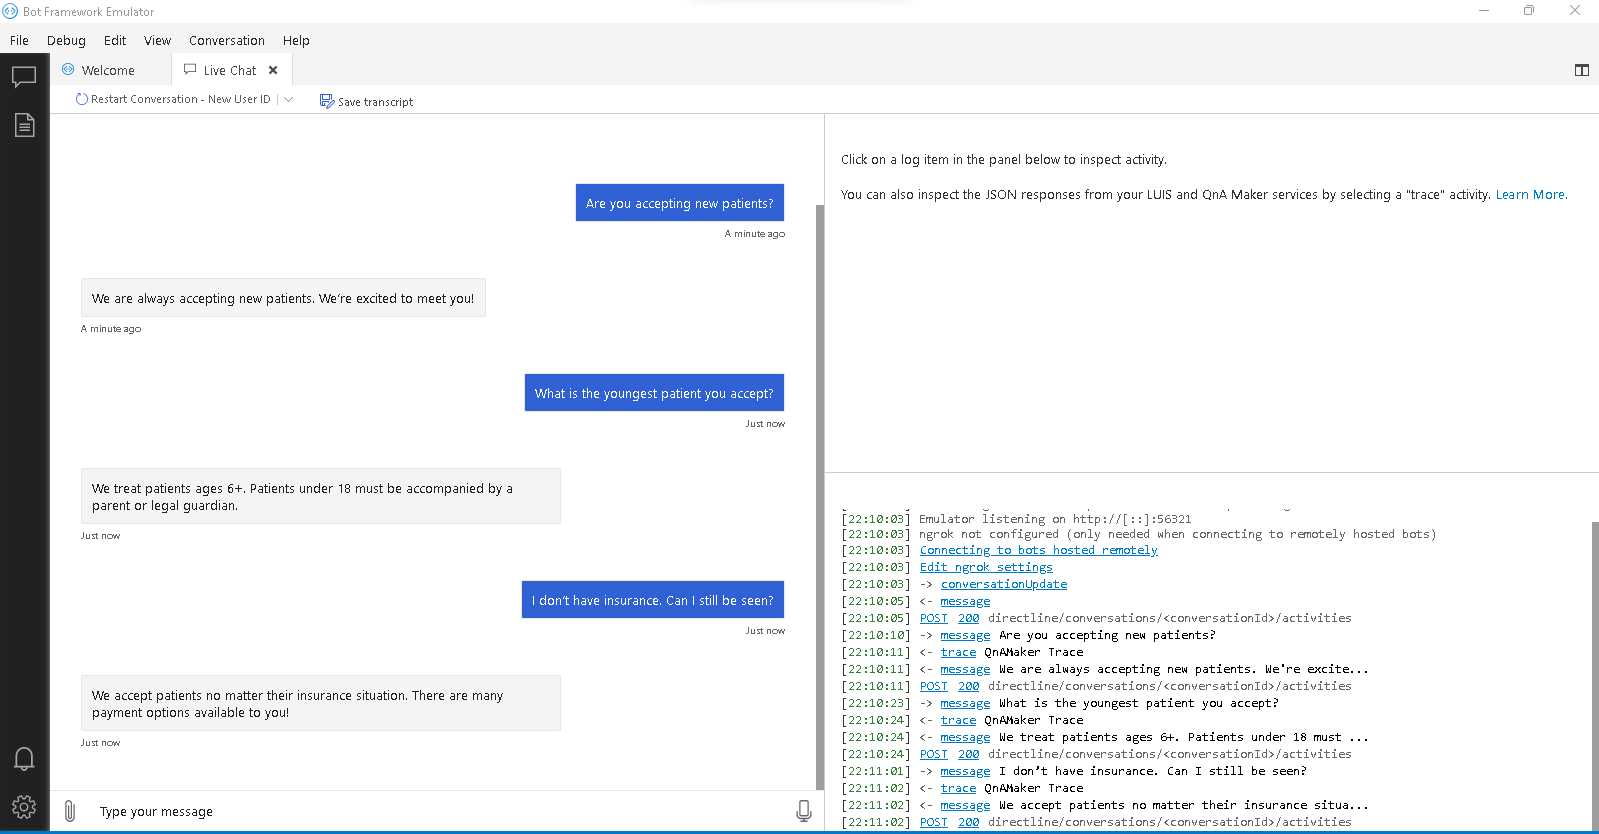 Bot Framework Emulator
File Debug Edit View Conversation Help
Welcome Live Chat
Restart Conversation - New User ID Save transcript
Are you accepting new patients?
A minute ago
We are always accepting new patients. We're excited to meet you!
A minute ago
What is the youngest patient you accept?
Just now
We treat patients ages 6+. Patients under 18 must be accompanied by a
parent or legal guardian.
Just now
I don't have insurance. Can I still be seen?
Just now
We accept patients no matter their insurance situation. There are many
payment options available to you!
Just now
Type your message
Click on a log item in the panel below to inspect activity.
You can also inspect the JSON responses from your LUIS and QnA Maker services by selecting a "trace" activity. Learn More.
[22:10:03] Emulator listening on http://[::]:56321
[22:10:03] ngrok not configured (only needed when connecting to remotely hosted bots)
[22:10:03] Connecting to bots hosted remotely
[22:10:03] Edit ngrok settings
[22:10:03] -> conversationUpdate
[22:10:05] <- message
[22:10:05] POST 200 directline/conversations/<conversationId>/activities
[22:10:10] -> message Are you accepting new patients?
[22:10:11] <- trace QnAMaker Trace
[22:10:11] <- message We are always accepting new patients. We're excite...
[22:10:11] POST 200 directline/conversations/<conversationId>/activities
[22:10:23] -> message What is the youngest patient you accept?
[22:10:24] <- trace QnAMaker Trace
[22:10:24] <- message We treat patients ages 6+. Patients under 18 must ...
[22:10:24] POST 200 directline/conversations/<conversationId>/activities
[22:11:01] -> message I don't have insurance. Can I still be seen?
[22:11:02] <- trace QnAMaker Trace
[22:11:02] <- message We accept patients no matter their insurance situa...
[22:11:02] POST 200 directline/conversations/<conversationId>/activities